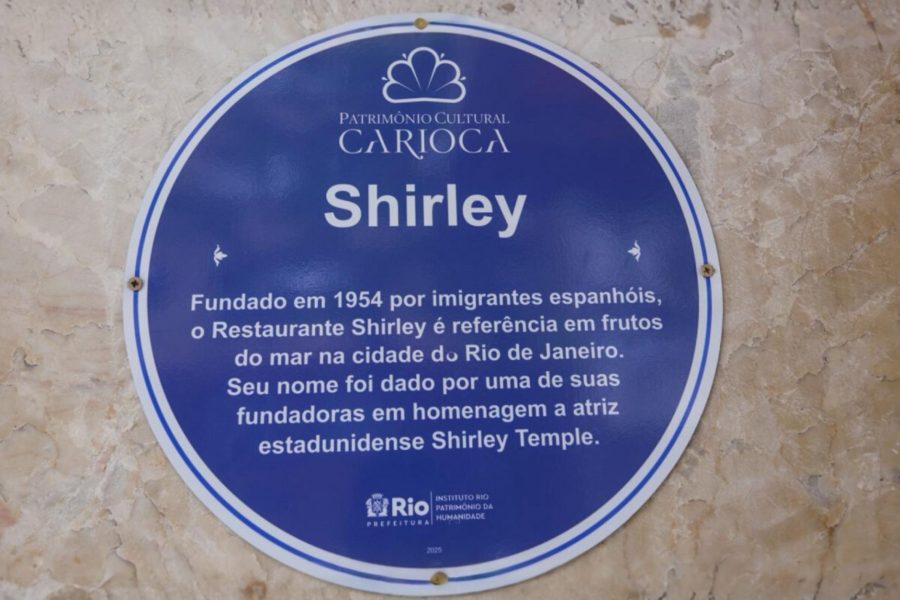 PATRIMÔNIO CULTURAL
CARIOCA
Shirley
Fundado em 1954 por imigrantes espanhóis,
o Restaurante Shirley é referência em frutos
do mar na cidade do Rio de Janeiro.
Seu nome foi dado por uma de suas
fundadoras em homenagem a atriz
estadunidense Shirley Temple.
Rio
PREFEITURA
INSTITUTO RIO
PATRIMÔNIO DA
HUMANIDADE
2025